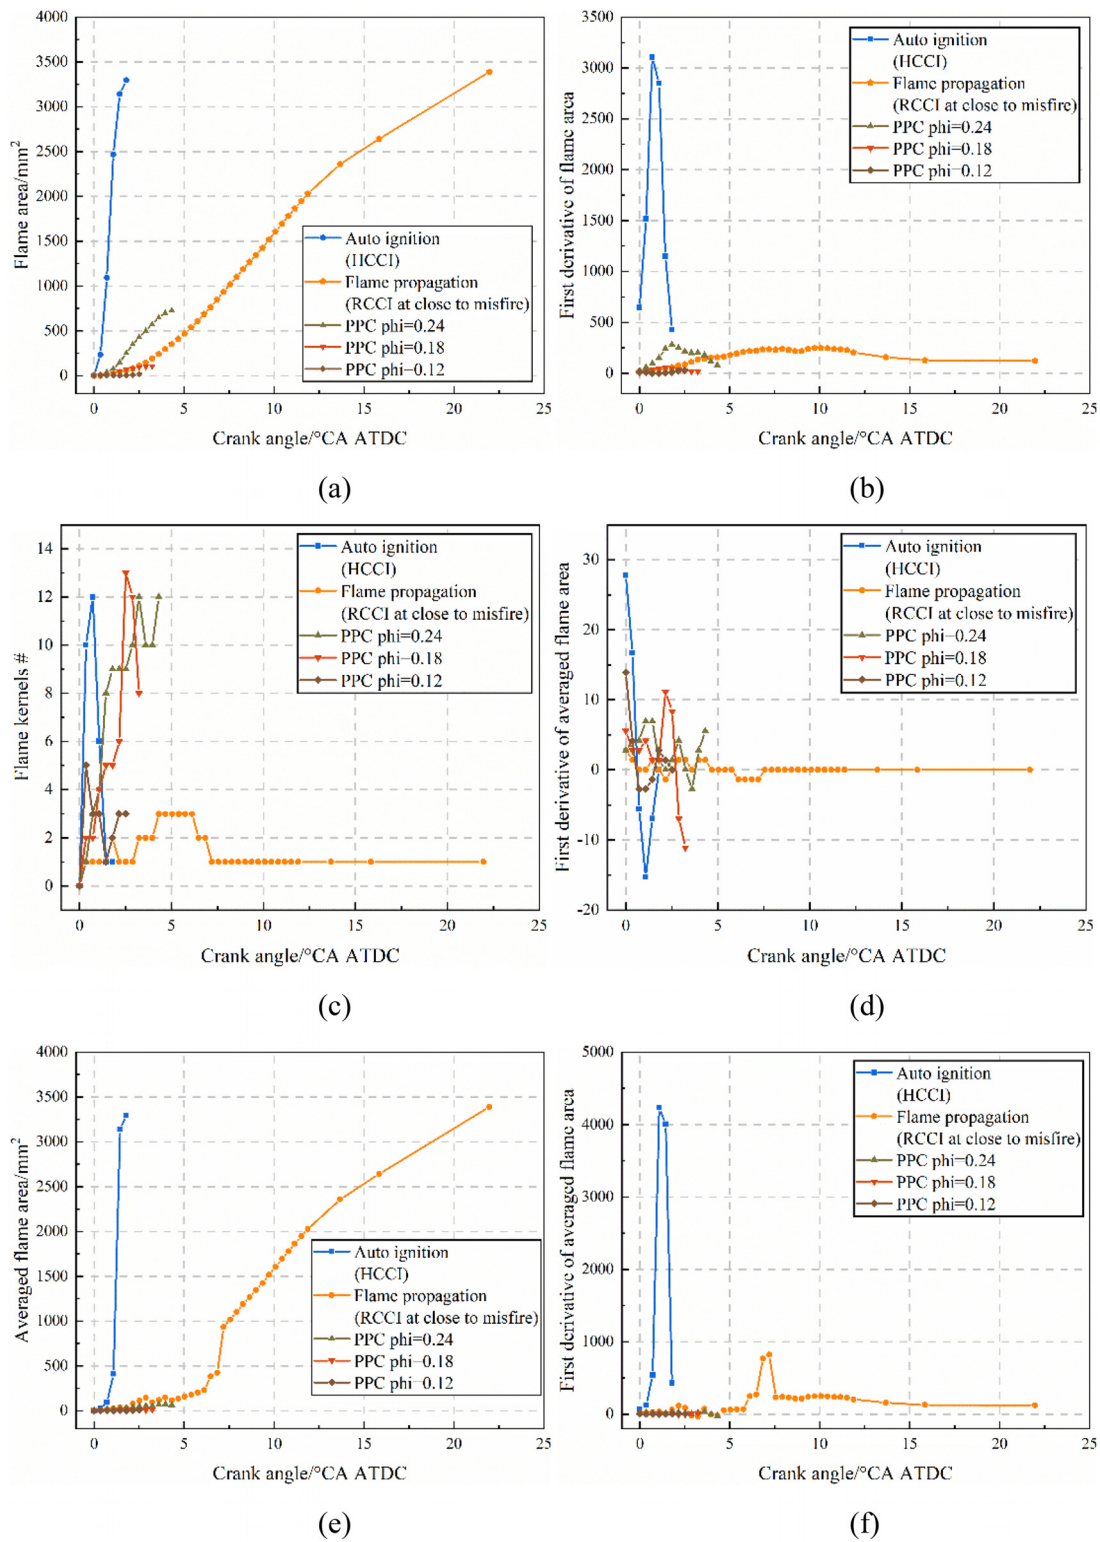 4000
3500
3000
2500
2000
1500
1000
500
0
Flame area/mm²
Auto ignition
(HCCI)
Flame propagation
(RCCI at close to misfire)
PPC phi=0.24
PPC phi=0.18
PPC phi−0.12
0 5 10 15 20 25
Crank angle/°CA ATDC
(a)
3500
3000
2500
2000
1500
1000
500
0
First derivative of flame area
Auto ignition
(HCCI)
Flame propagation
(RCCI at close to misfire)
PPC phi=0.24
PPC phi=0.18
PPC phi=0.12
0 5 10 15 20 25
Crank angle/°CA ATDC
(b)
14
12
10
8
6
4
2
0
Flame kernels #
Auto ignition
(HCCI)
Flame propagation
(RCCI at close to misfire)
PPC phi=0.24
PPC phi−0.18
PPC phi=0.12
0 5 10 15 20 25
Crank angle/°CA ATDC
(c)
30
20
10
0
-10
-20
First derivative of averaged flame area
Auto ignition
(HCCI)
Flame propagation
(RCCI at close to misfire)
PPC phi−0.24
PPC phi=0.18
PPC phi=0.12
0 5 10 15 20 25
Crank angle/°CA ATDC
(d)
4000
3500
3000
2500
2000
1500
1000
500
0
Averaged flame area/mm²
Auto ignition
(HCCI)
Flame propagation
(RCCI at close to misfire)
PPC phi=0.24
PPC phi−0.18
PPC phi=0.12
0 5 10 15 20 25
Crank angle/°CA ATDC
(e)
5000
4000
3000
2000
1000
0
First derivative of averaged flame area
Auto ignition
(HCCI)
Flame propagation
(RCCI at close to misfire)
PPC phi=0.24
PPC phi=0.18
PPC phi=0.12
0 5 10 15 20 25
Crank angle/°CA ATDC
(f)